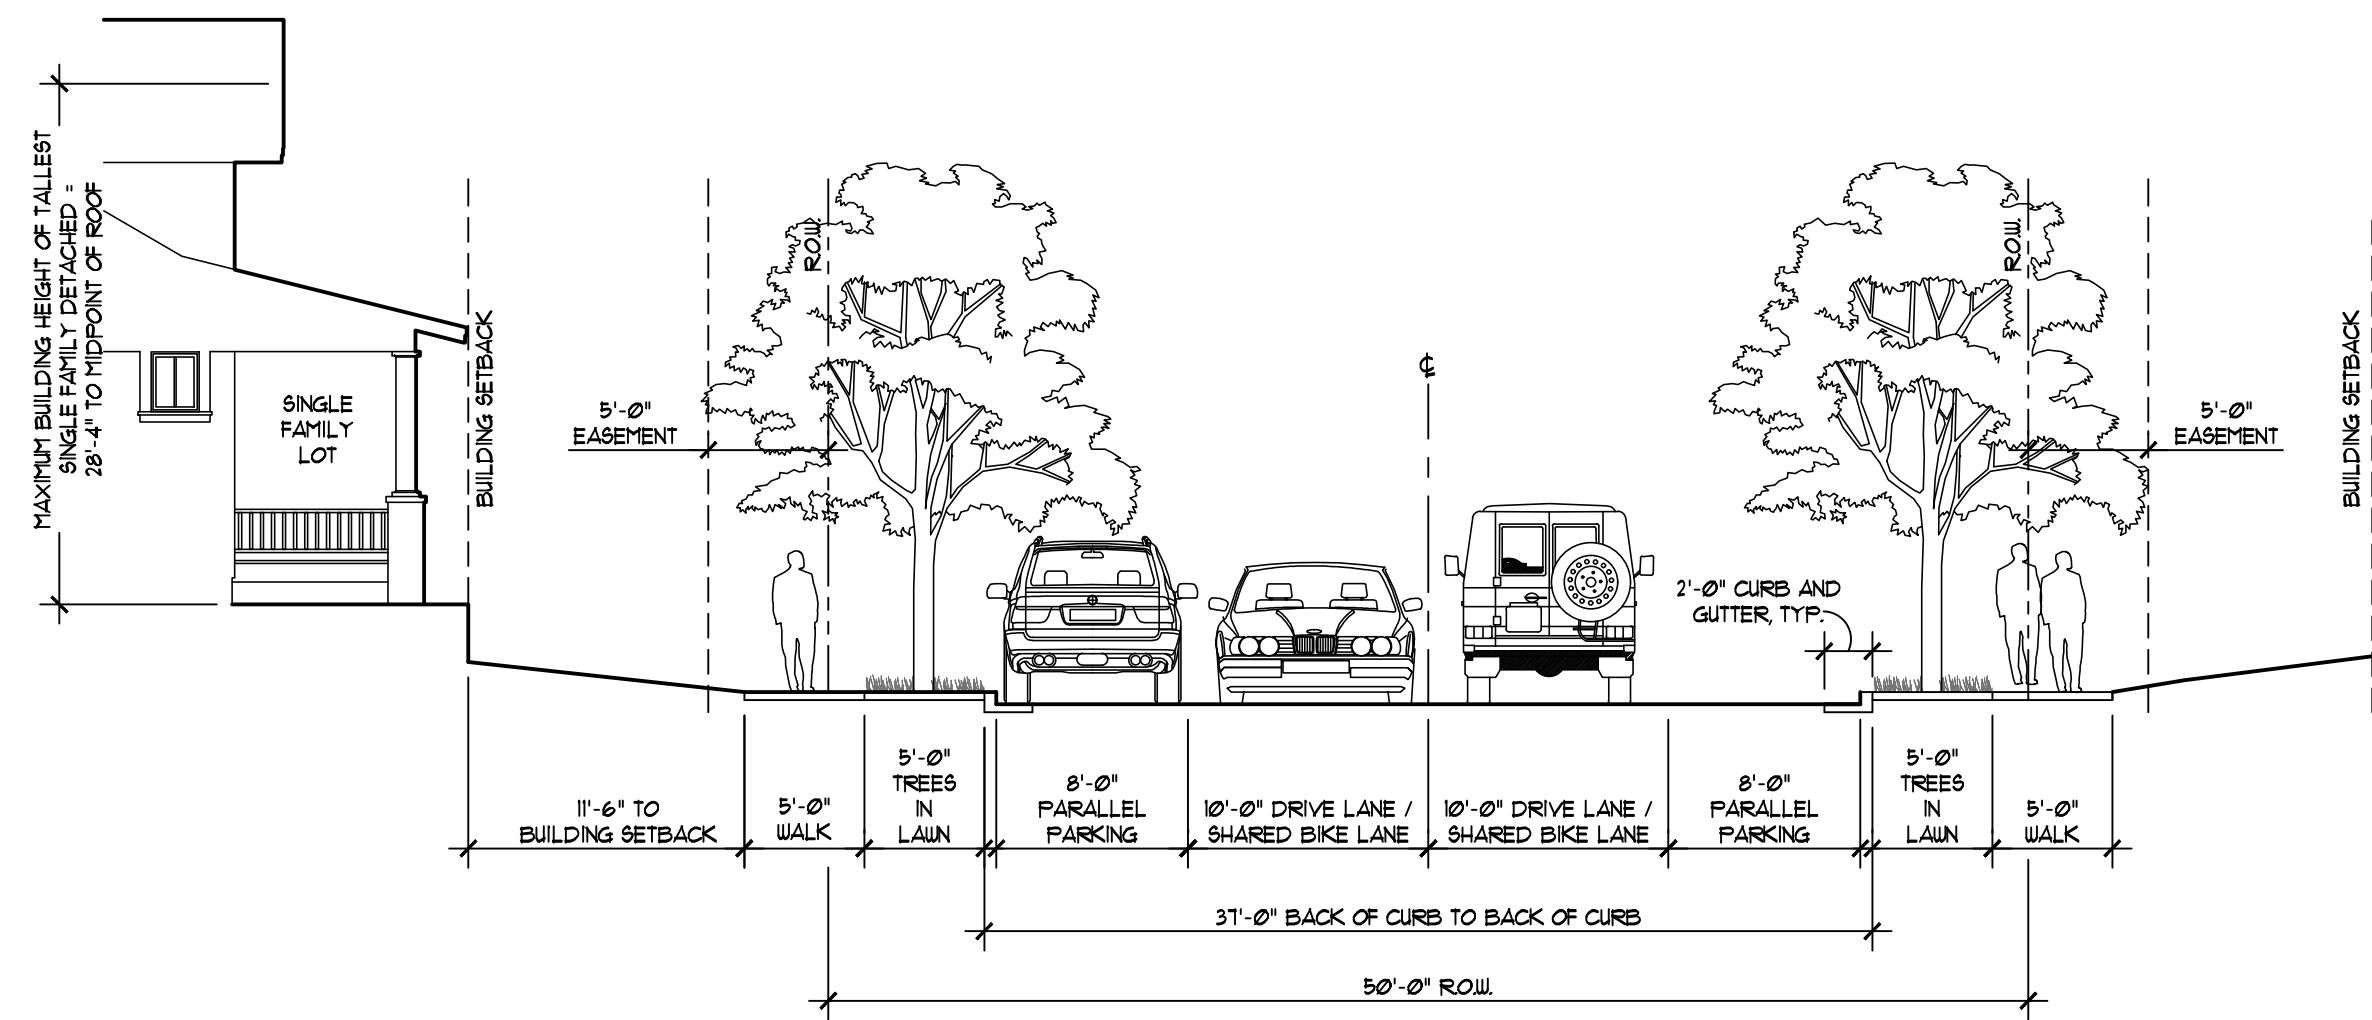 MAXIMUM BUILDING HEIGHT OF TALLEST
SINGLE FAMILY DETACHED =
28'-4" TO MIDPOINT OF ROOF
SINGLE
FAMILY
LOT
BUILDING SETBACK
5'-0"
EASEMENT
R.O.W.
℄
2'-0" CURB AND
GUTTER, TYP.
R.O.W.
5'-0"
EASEMENT
BUILDING SETBACK
11'-6" TO
BUILDING SETBACK
5'-0"
WALK
5'-0"
TREES
IN
LAWN
8'-0"
PARALLEL
PARKING
10'-0" DRIVE LANE /
SHARED BIKE LANE
10'-0" DRIVE LANE /
SHARED BIKE LANE
8'-0"
PARALLEL
PARKING
5'-0"
TREES
IN
LAWN
5'-0"
WALK
37'-0" BACK OF CURB TO BACK OF CURB
50'-0" R.O.W.